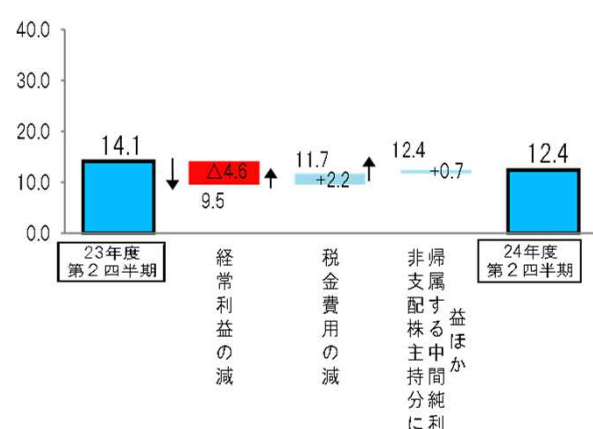 40.0
30.0
20.0
10.0
0.0
14.1
△4.6
9.5
11.7
+2.2
12.4
+0.7
12.4
23年度
第2四半期
経常利益の減
税金費用の減
帰属する中間純利
益ほか
非支配株主持分に
24年度
第2四半期